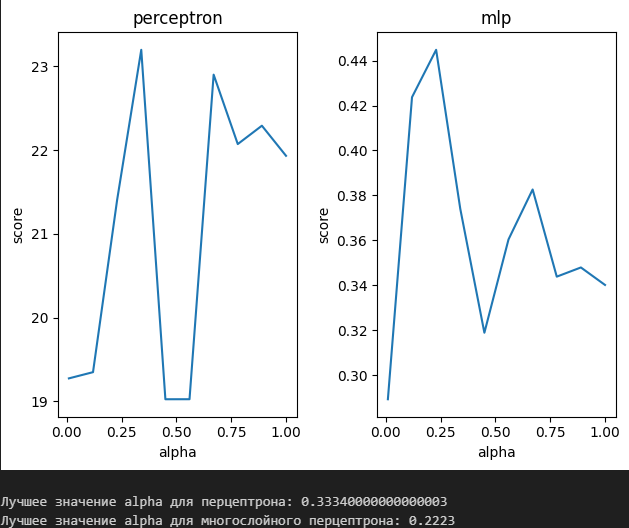 perceptron
mlp
23
22
21
20
19
score
0.00 0.25 0.50 0.75 1.00
alpha
0.44
0.42
0.40
0.38
0.36
0.34
0.32
0.30
score
0.00 0.25 0.50 0.75 1.00
alpha
Лучшее значение alpha для перцептрона: 0.33340000000000003
Лучшее значение alpha для многослойного перцептрона: 0.2223